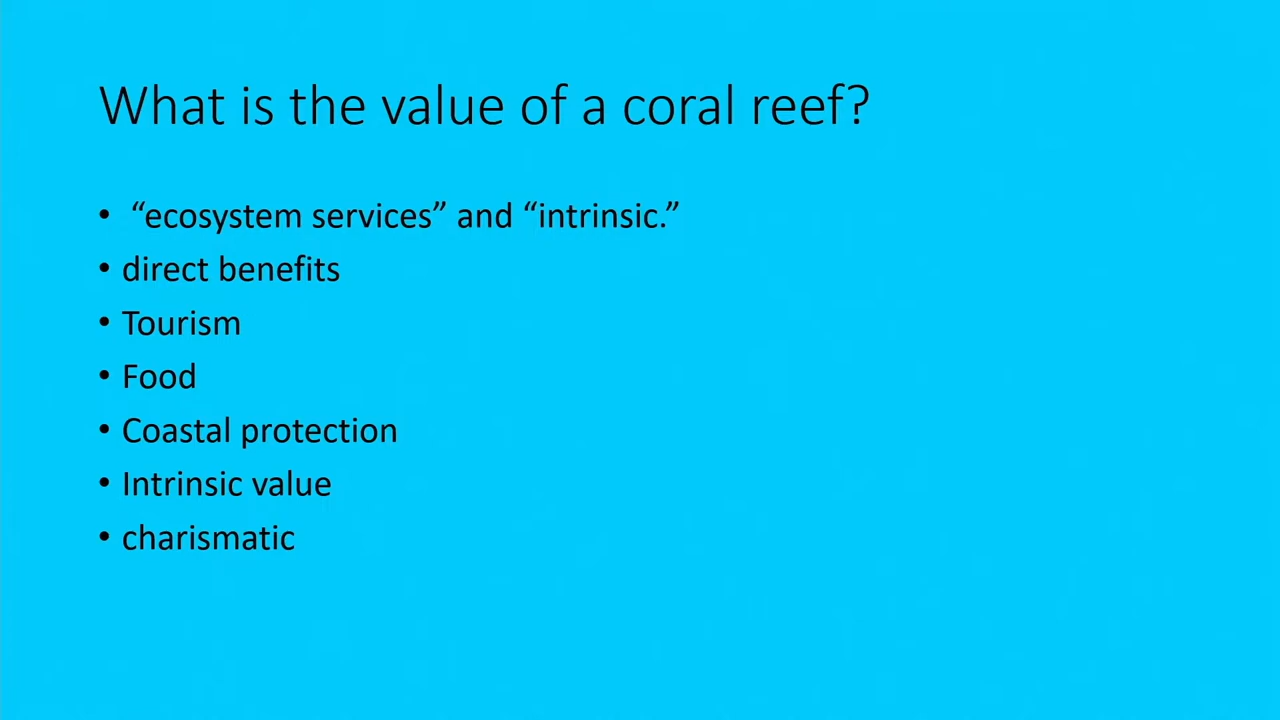 What is the value of a coral reef?
• “ecosystem services” and “intrinsic.”
• direct benefits
• Tourism
• Food
• Coastal protection
• Intrinsic value
• charismatic